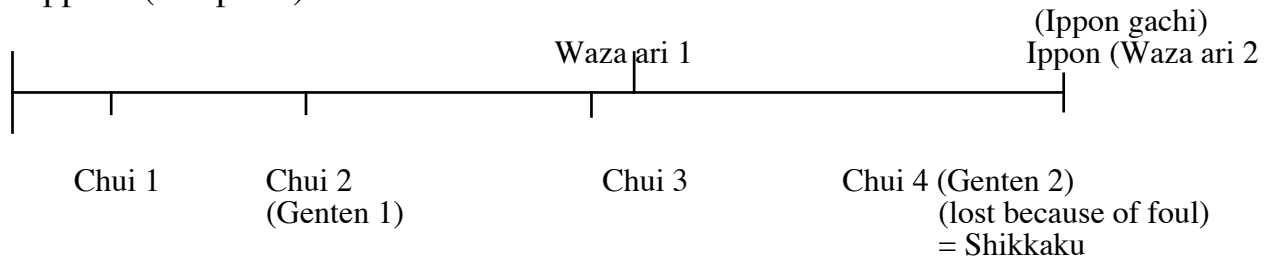 (Ippon gachi)
Waza ari 1 Ippon (Waza ari 2
Chui 1 Chui 2 Chui 3 Chui 4 (Genten 2)
(Genten 1) (lost because of foul)
= Shikkaku